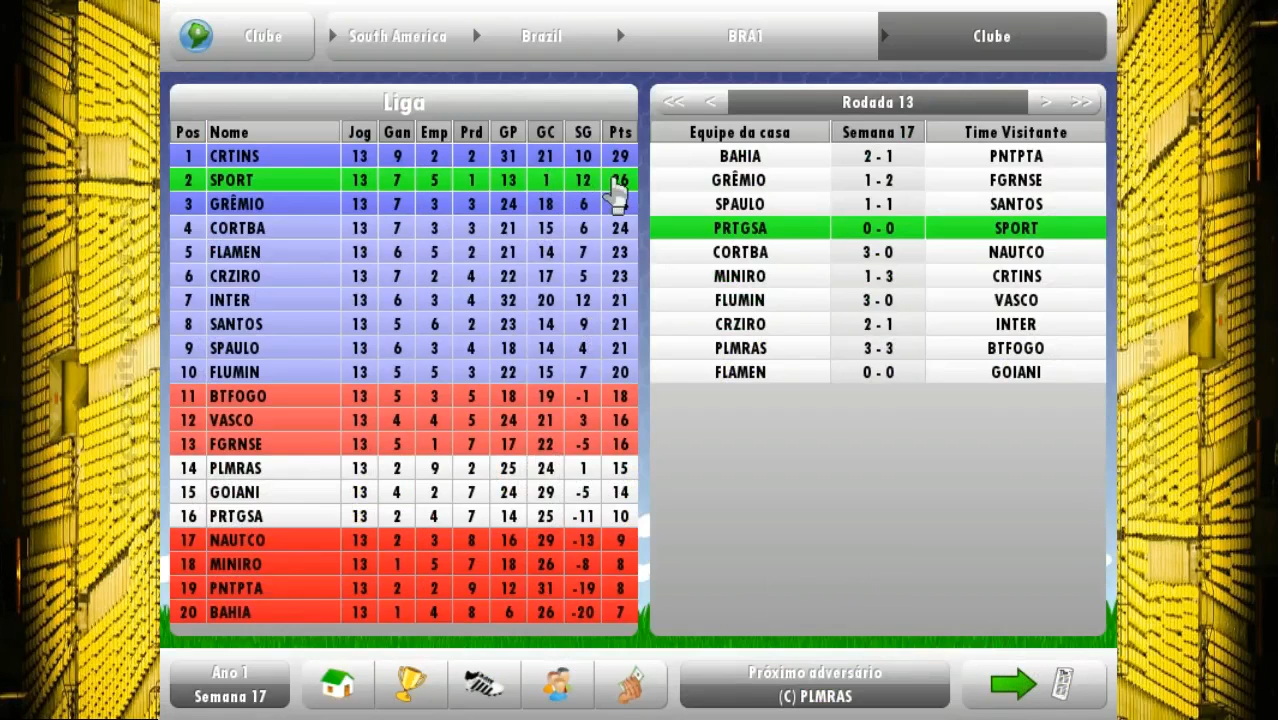 Clube South America Brazil BRA1 Clube
Liga
Pos Nome Jog Gan Emp Prd GP GC SG Pts
1 CRTINS 13 9 2 2 31 21 10 29
2 SPORT 13 7 5 1 13 1 12 26
3 GRÊMIO 13 7 3 3 24 18 6
4 CORTBA 13 7 3 3 21 15 6 24
5 FLAMEN 13 6 5 2 21 14 7 23
6 CRZIRO 13 7 2 4 22 17 5 23
7 INTER 13 6 3 4 32 20 12 21
8 SANTOS 13 5 6 2 23 14 9 21
9 SPAULO 13 6 3 4 18 14 4 21
10 FLUMIN 13 5 5 3 22 15 7 20
11 BTFOGO 13 5 3 5 18 19 -1 18
12 VASCO 13 4 4 5 24 21 3 16
13 FGRNSE 13 5 1 7 17 22 -5 16
14 PLMRAS 13 2 9 2 25 24 1 15
15 GOIANI 13 4 2 7 24 29 -5 14
16 PRTGSA 13 2 4 7 14 25 -11 10
17 NAUTCO 13 2 3 8 16 29 -13 9
18 MINIRO 13 1 5 7 18 26 -8 8
19 PNTPTA 13 2 2 9 12 31 -19 8
20 BAHIA 13 1 4 8 6 26 -20 7
<< < Rodada 13 > >>
Equipe da casa Semana 17 Time Visitante
BAHIA 2 - 1 PNTPTA
GRÊMIO 1 - 2 FGRNSE
SPAULO 1 - 1 SANTOS
PRTGSA 0 - 0 SPORT
CORTBA 3 - 0 NAUTCO
MINIRO 1 - 3 CRTINS
FLUMIN 3 - 0 VASCO
CRZIRO 2 - 1 INTER
PLMRAS 3 - 3 BTFOGO
FLAMEN 0 - 0 GOIANI
Ano 1
Semana 17
Próximo adversário
(C) PLMRAS